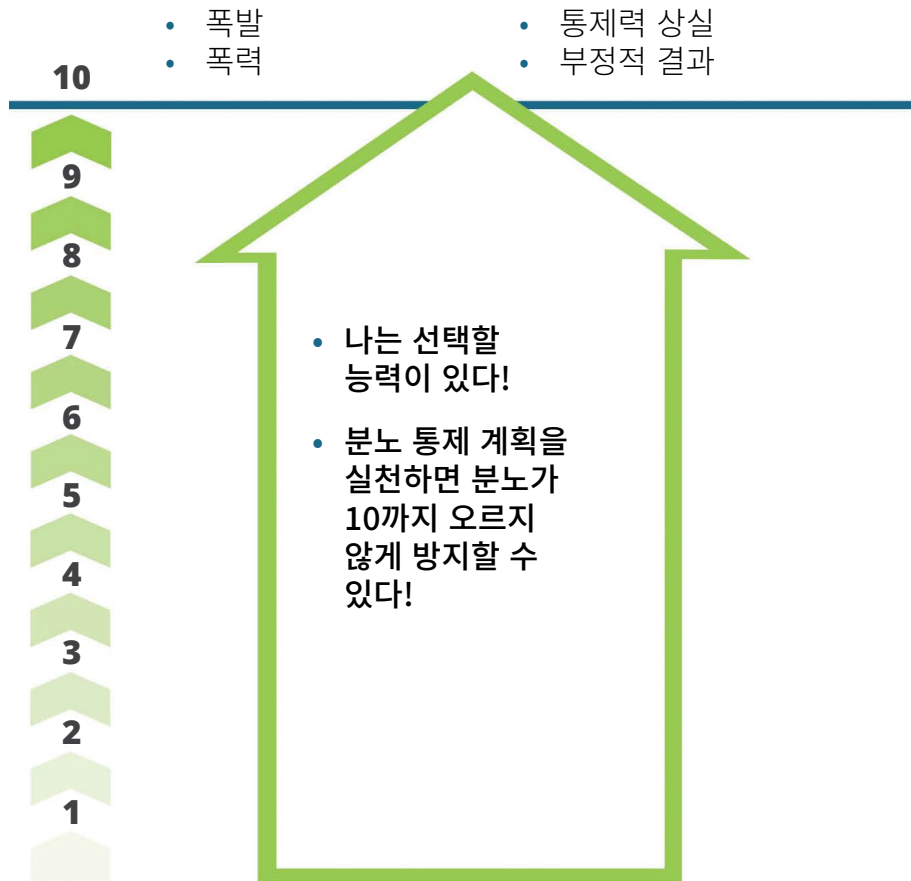 • 폭발
• 폭력
• 통제력 상실
• 부정적 결과
10
9
8
7
6
5
4
3
2
1
• 나는 선택할
능력이 있다!
• 분노 통제 계획을
실천하면 분노가
10까지 오르지
않게 방지할 수
있다!